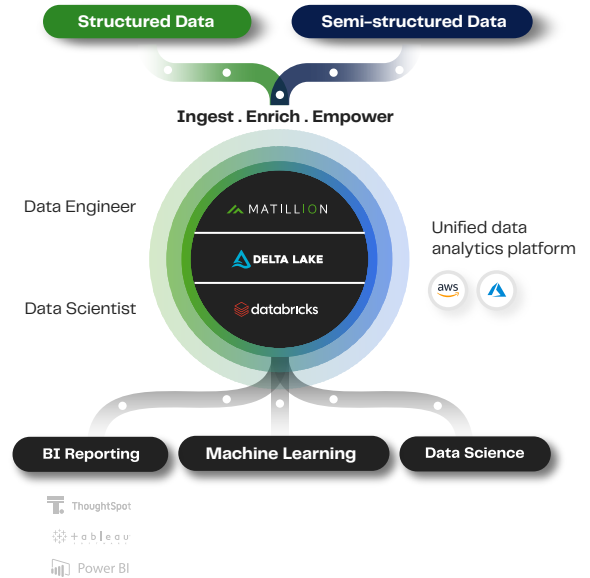 Structured Data
Semi-structured Data
Ingest . Enrich . Empower
Data Engineer
MATILLION
DELTA LAKE
Data Scientist
databricks
Unified data
analytics platform
aws
BI Reporting
Machine Learning
Data Science
ThoughtSpot
+ableau
Power BI